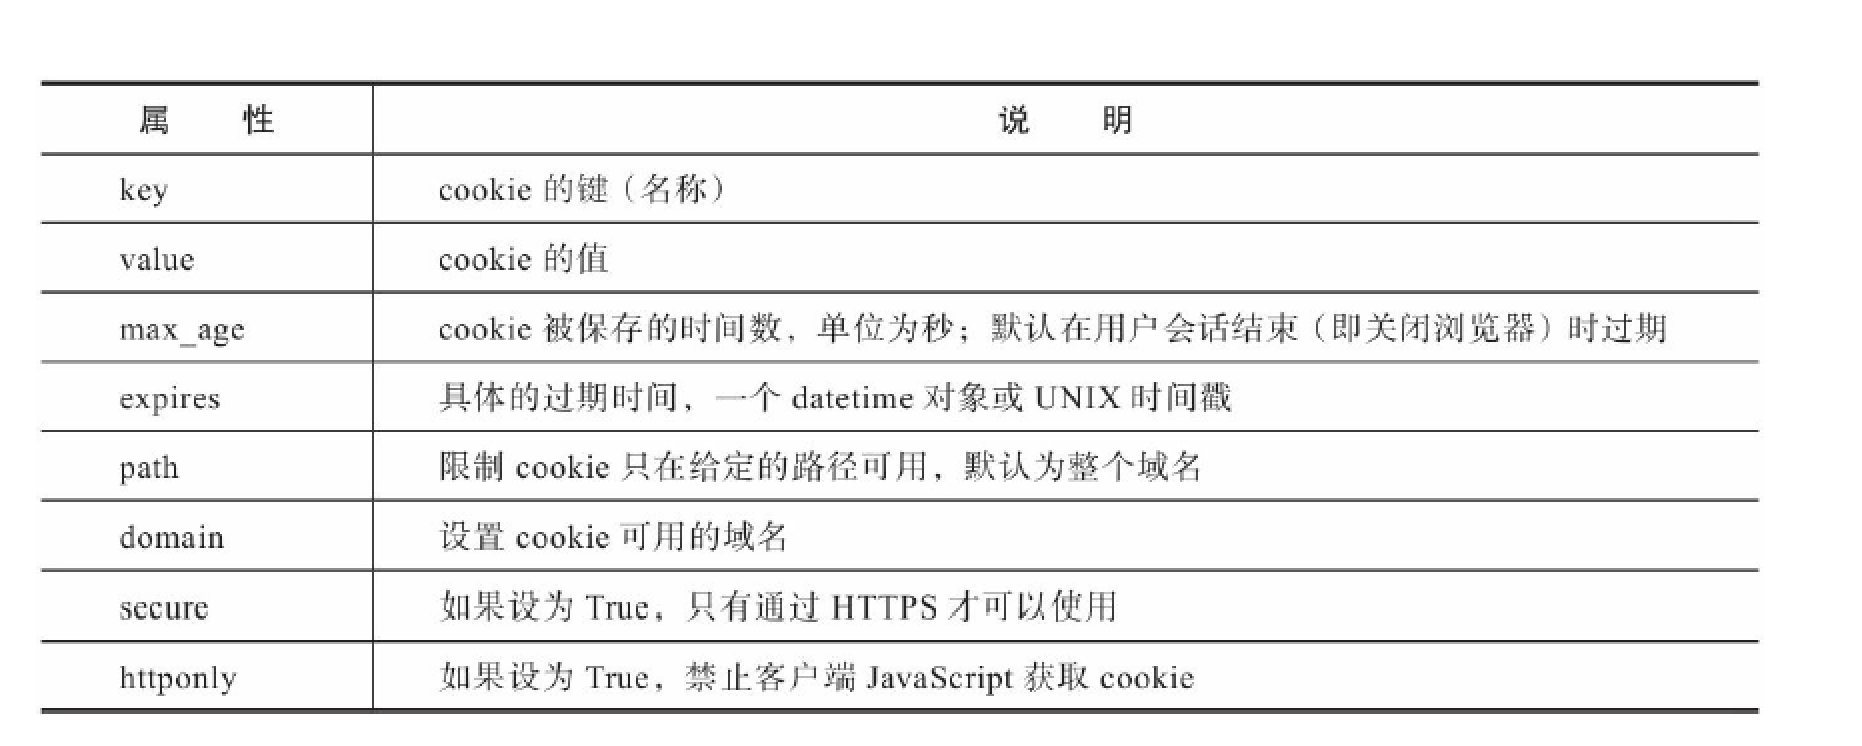 属 性 说 明
key cookie 的键（名称）
value cookie 的值
max_age cookie 被保存的时间数，单位为秒；默认在用户会话结束（即关闭浏览器）时过期
expires 具体的过期时间，一个 datetime 对象或 UNIX 时间戳
path 限制 cookie 只在给定的路径可用，默认为整个域名
domain 设置 cookie 可用的域名
secure 如果设为 True，只有通过 HTTPS 才可以使用
httponly 如果设为 True，禁止客户端 JavaScript 获取 cookie